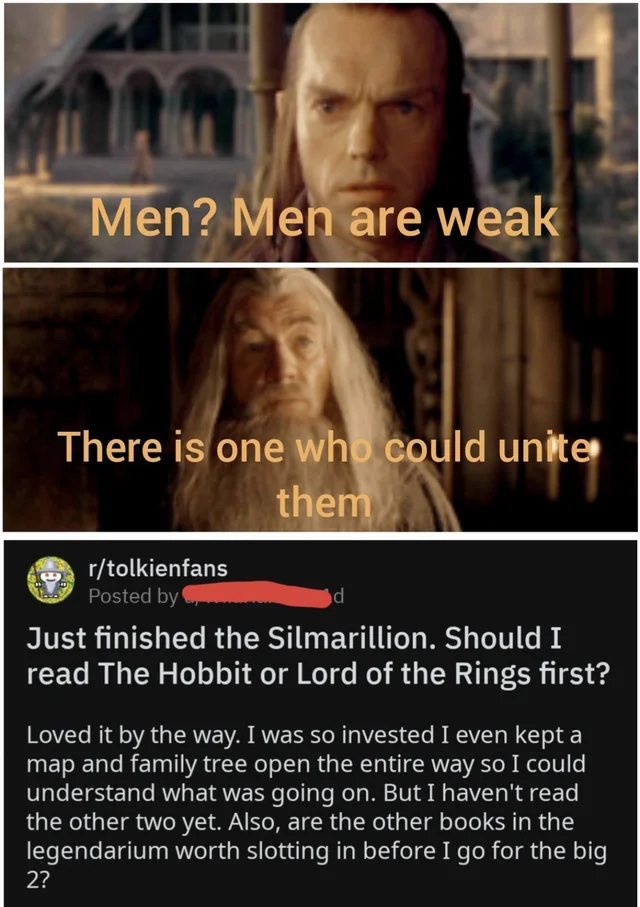 Men? Men are weak
There is one who could unite
them
r/tolkienfans
Posted by
Just finished the Silmarillion. Should I
read The Hobbit or Lord of the Rings first?
Loved it by the way. I was so invested I even kept a
map and family tree open the entire way so I could
understand what was going on. But I haven't read
the other two yet. Also, are the other books in the
legendarium worth slotting in before I go for the big
2?